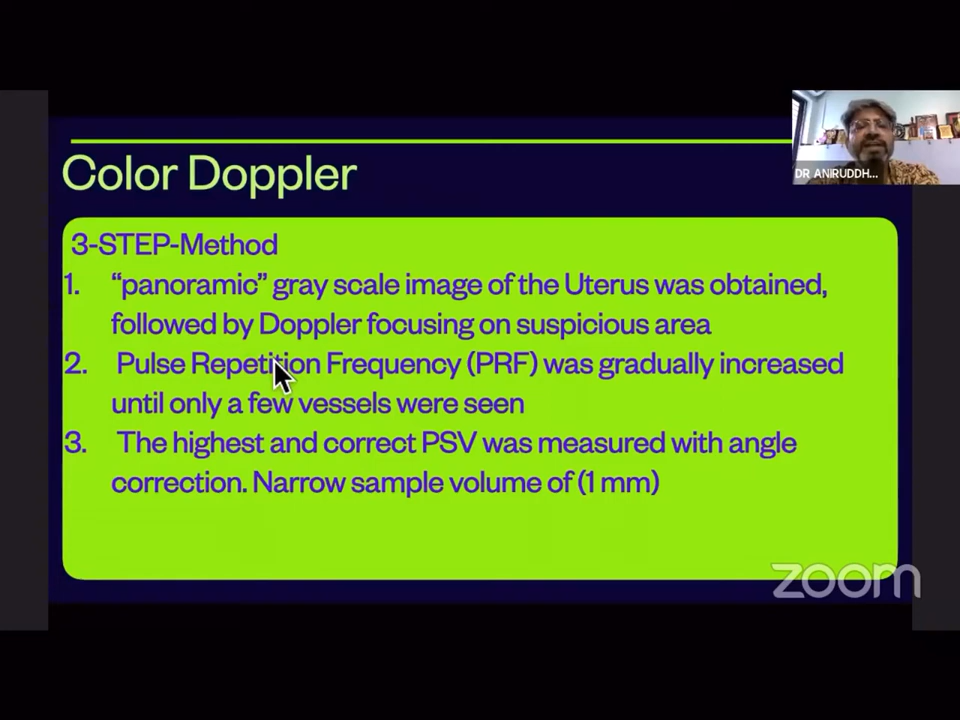 DR ANIRUDDH...
Color Doppler
3-STEP-Method
1. “panoramic” gray scale image of the Uterus was obtained,
followed by Doppler focusing on suspicious area
2. Pulse Repetition Frequency (PRF) was gradually increased
until only a few vessels were seen
3. The highest and correct PSV was measured with angle
correction. Narrow sample volume of (1 mm)
zoom